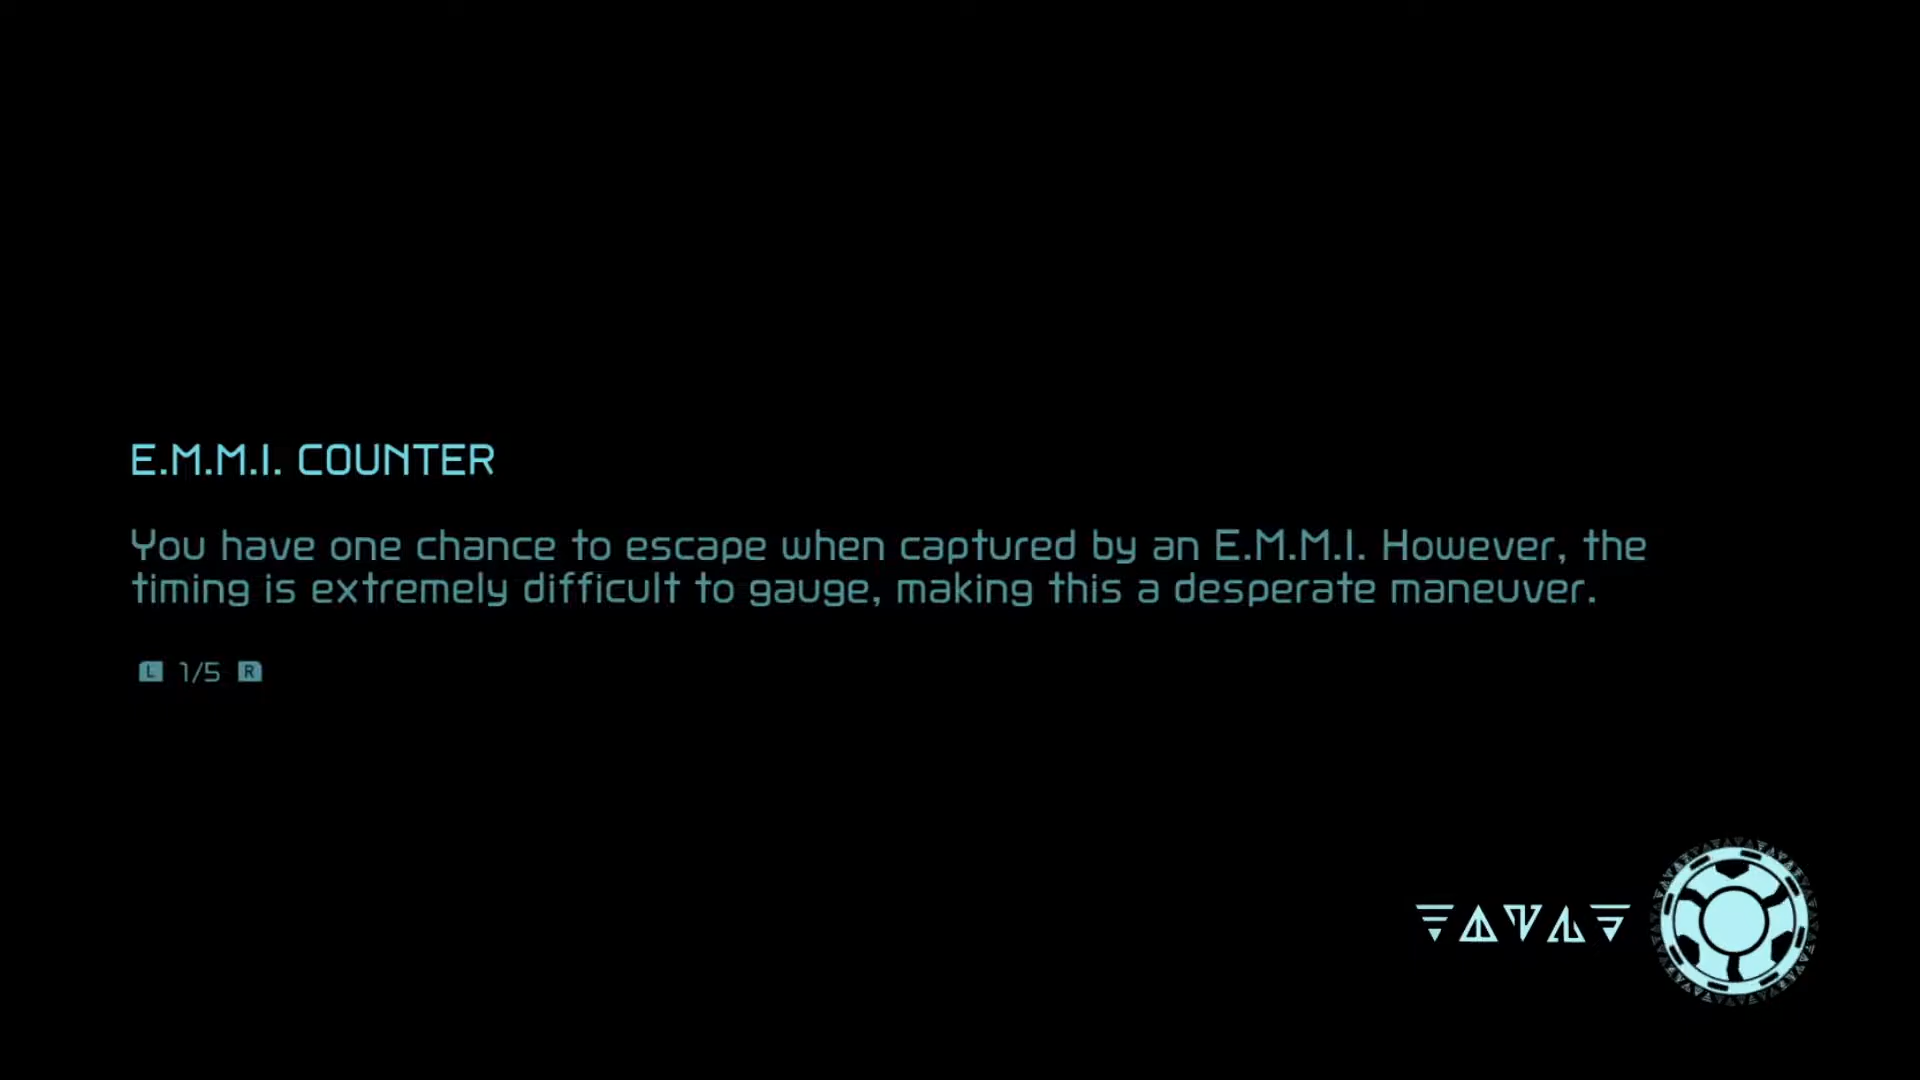 E.M.M.I. COUNTER
You have one chance to escape when captured by an E.M.M.I. However, the
timing is extremely difficult to gauge, making this a desperate maneuver.
L 1/5 R